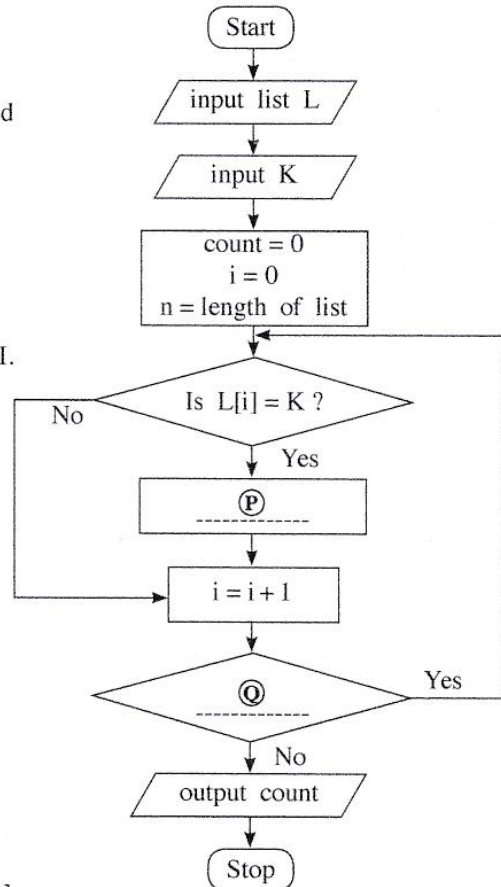 Start
input list L
d
input K
count = 0
i = 0
n = length of list
I.
Is L[i] = K ?
No
Yes
P
i = i + 1
Q
Yes
No
output count
Stop